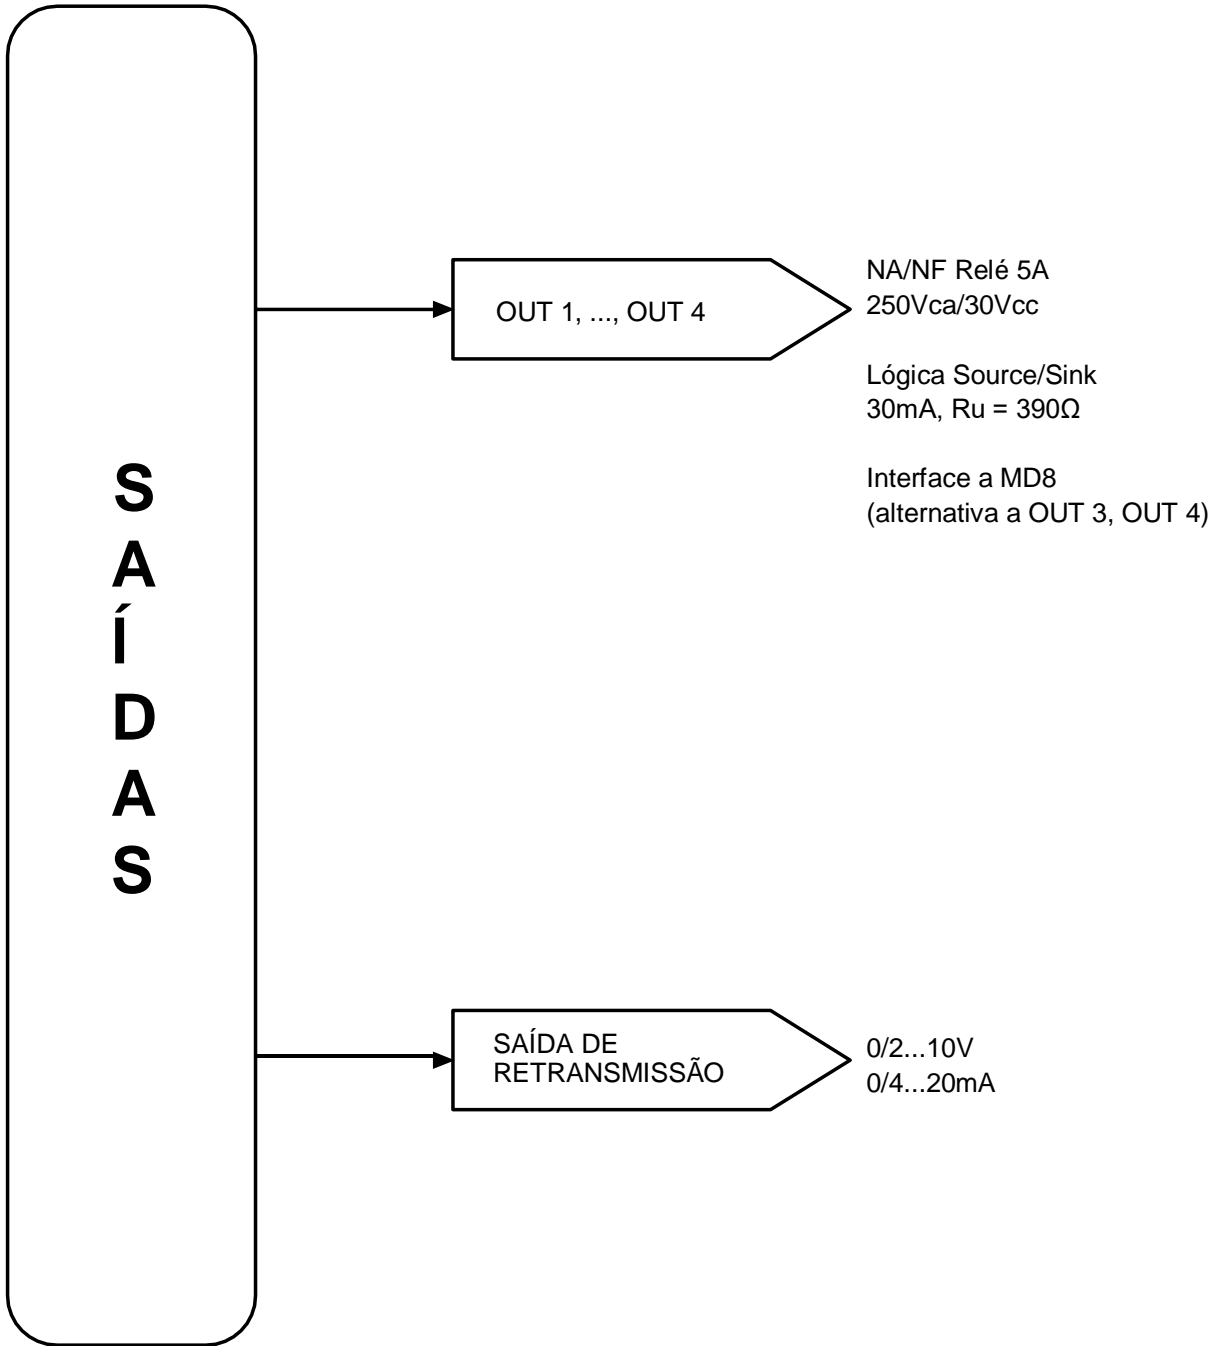 SAÍDAS
OUT 1, ..., OUT 4
NA/NF Relé 5A
250Vca/30Vcc
Lógica Source/Sink
30mA, Ru = 390Ω
Interface a MD8
(alternativa a OUT 3, OUT 4)
SAÍDA DE
RETRANSMISSÃO
0/2...10V
0/4...20mA